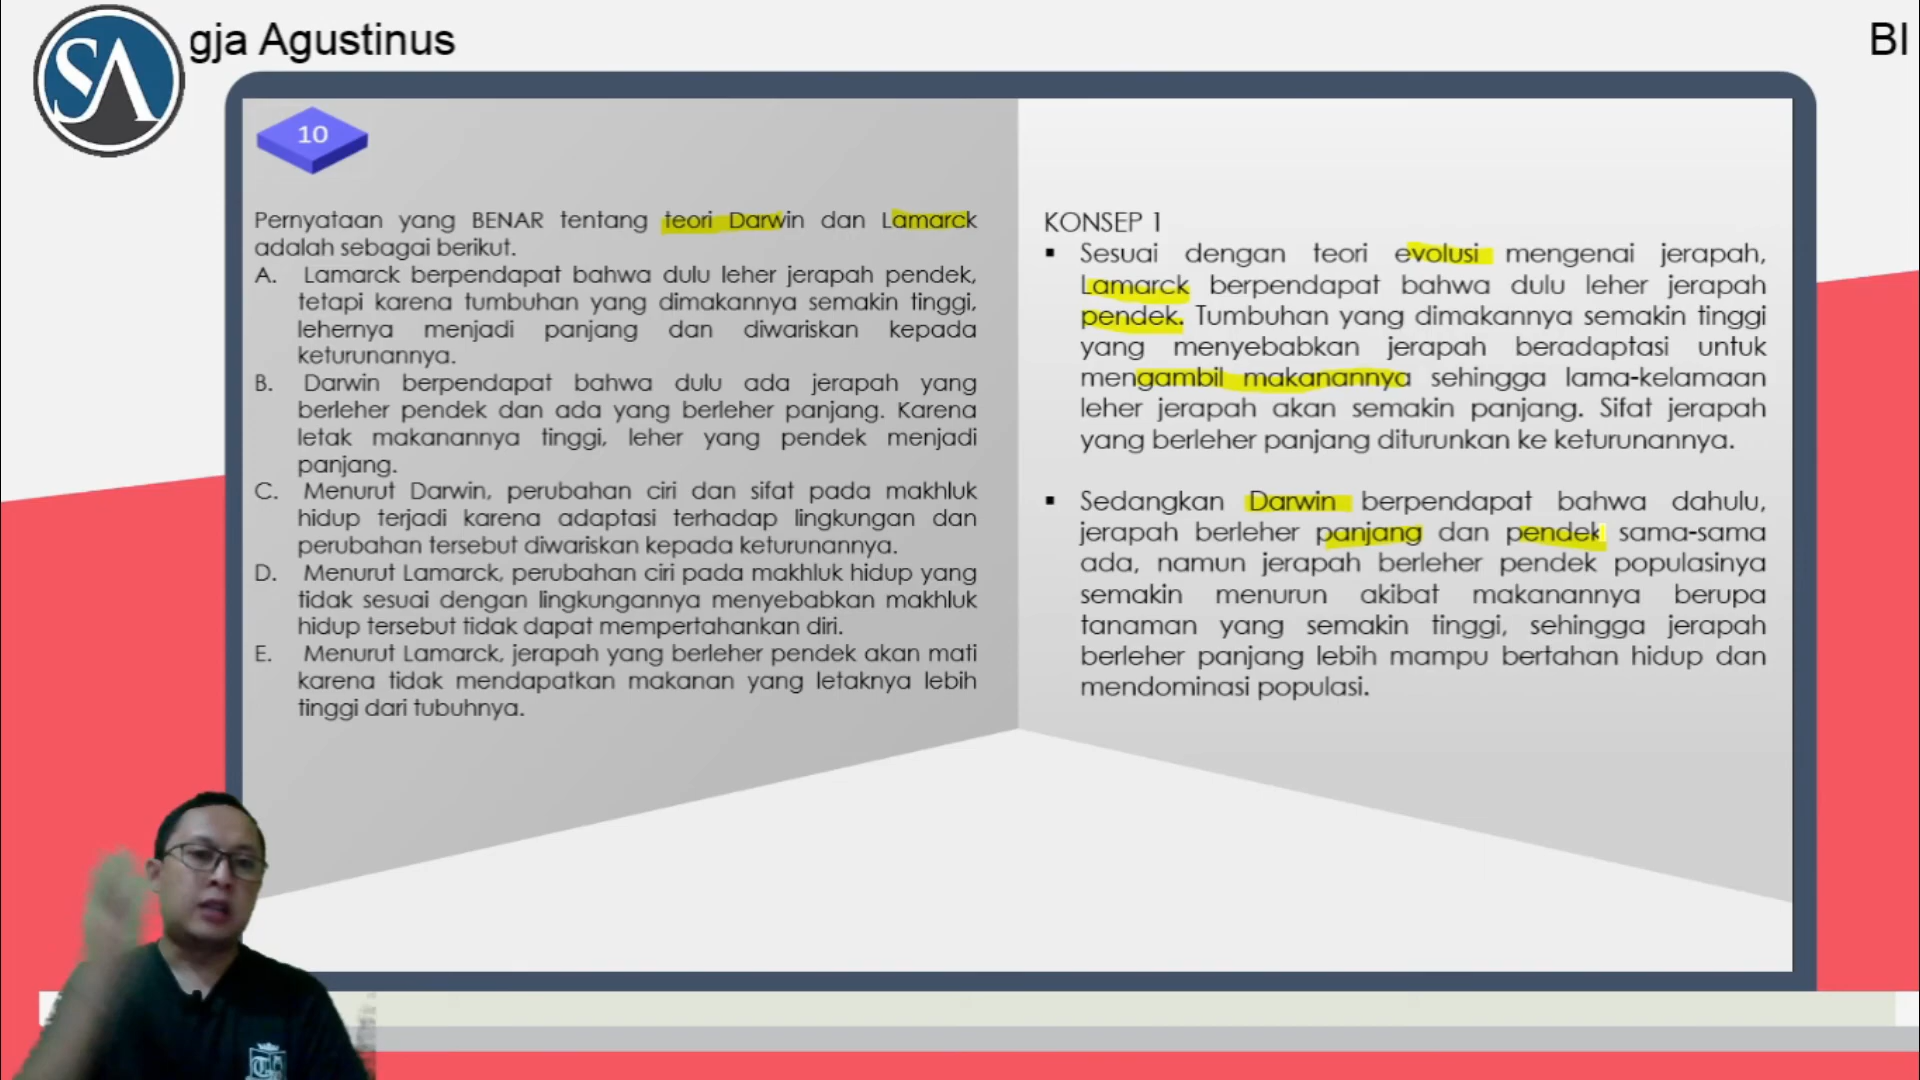 SA
gja Agustinus
BI
10
Pernyataan yang BENAR tentang teori Darwin dan Lamarck
adalah sebagai berikut.
A. Lamarck berpendapat bahwa dulu leher jerapah pendek,
tetapi karena tumbuhan yang dimakannya semakin tinggi,
lehernya menjadi panjang dan diwariskan kepada
keturunannya.
B. Darwin berpendapat bahwa dulu ada jerapah yang
berleher pendek dan ada yang berleher panjang. Karena
letak makanannya tinggi, leher yang pendek menjadi
panjang.
C. Menurut Darwin, perubahan ciri dan sifat pada makhluk
hidup terjadi karena adaptasi terhadap lingkungan dan
perubahan tersebut diwariskan kepada keturunannya.
D. Menurut Lamarck, perubahan ciri pada makhluk hidup yang
tidak sesuai dengan lingkungannya menyebabkan makhluk
hidup tersebut tidak dapat mempertahankan diri.
E. Menurut Lamarck, jerapah yang berleher pendek akan mati
karena tidak mendapatkan makanan yang letaknya lebih
tinggi dari tubuhnya.
KONSEP 1
▪ Sesuai dengan teori evolusi mengenai jerapah,
Lamarck berpendapat bahwa dulu leher jerapah
pendek. Tumbuhan yang dimakannya semakin tinggi
yang menyebabkan jerapah beradaptasi untuk
mengambil makanannya sehingga lama-kelamaan
leher jerapah akan semakin panjang. Sifat jerapah
yang berleher panjang diturunkan ke keturunannya.
▪ Sedangkan Darwin berpendapat bahwa dahulu,
jerapah berleher panjang dan pendek sama-sama
ada, namun jerapah berleher pendek populasinya
semakin menurun akibat makanannya berupa
tanaman yang semakin tinggi, sehingga jerapah
berleher panjang lebih mampu bertahan hidup dan
mendominasi populasi.